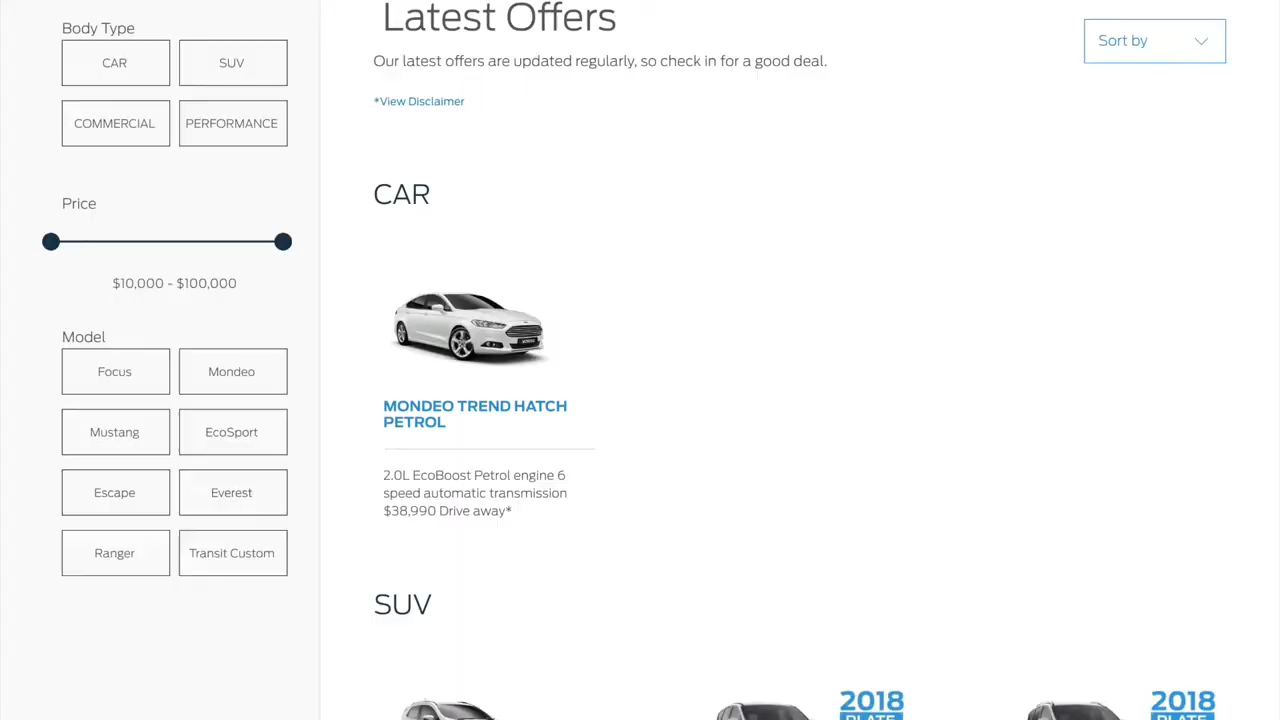 Body Type
CAR
SUV
COMMERCIAL
PERFORMANCE
Price
$10,000 - $100,000
Model
Focus
Mondeo
Mustang
EcoSport
Escape
Everest
Ranger
Transit Custom
Latest Offers
Sort by
Our latest offers are updated regularly, so check in for a good deal.
*View Disclaimer
CAR
MONDEO TREND HATCH
PETROL
2.0L EcoBoost Petrol engine 6
speed automatic transmission
$38,990 Drive away*
SUV
2018
PLATE
2018
PLATE